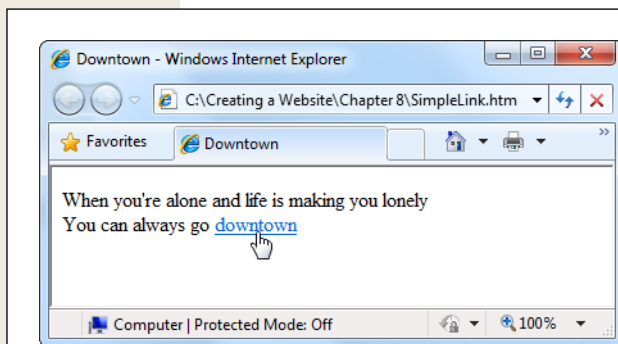 Downtown - Windows Internet Explorer
C:\Creating a Website\Chapter 8\SimpleLink.htm
Favorites
Downtown
»
When you're alone and life is making you lonely
You can always go downtown
Computer | Protected Mode: Off
100%